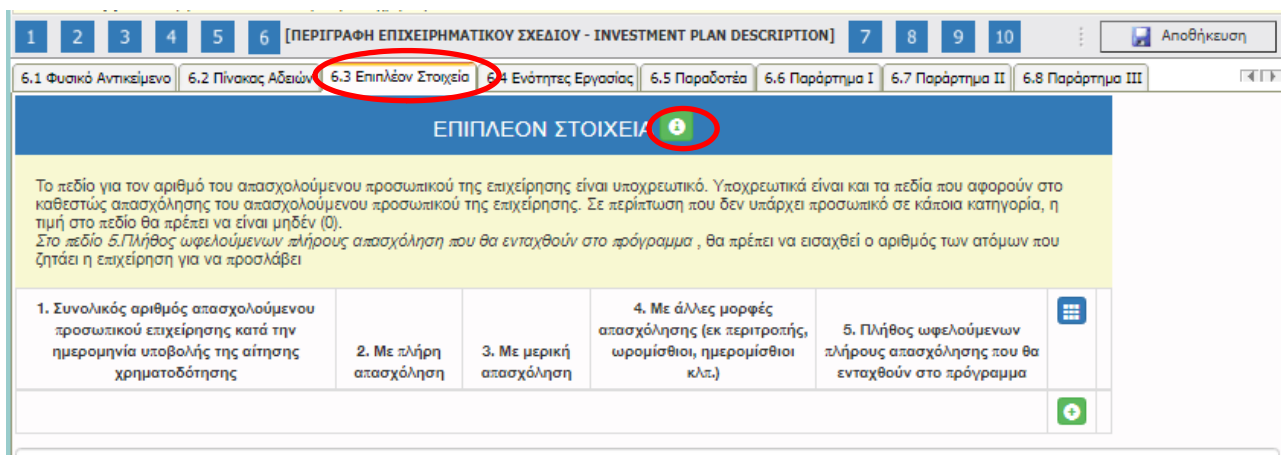 1 2 3 4 5 6 [ΠΕΡΙΓΡΑΦΗ ΕΠΙΧΕΙΡΗΜΑΤΙΚΟΥ ΣΧΕΔΙΟΥ - INVESTMENT PLAN DESCRIPTION] 7 8 9 10 Αποθήκευση
6.1 Φυσικό Αντικείμενο 6.2 Πίνακας Αδειών 6.3 Επιπλέον Στοιχεία 6.4 Ενότητες Εργασίας 6.5 Παραδοτέα 6.6 Παράρτημα I 6.7 Παράρτημα II 6.8 Παράρτημα III
ΕΠΙΠΛΕΟΝ ΣΤΟΙΧΕΙΑ
Το πεδίο για τον αριθμό του απασχολούμενου προσωπικού της επιχείρησης είναι υποχρεωτικό. Υποχρεωτικά είναι και τα πεδία που αφορούν στο
καθεστώς απασχόλησης του απασχολούμενου προσωπικού της επιχείρησης. Σε περίπτωση που δεν υπάρχει προσωπικό σε κάποια κατηγορία, η
τιμή στο πεδίο θα πρέπει να είναι μηδέν (0).
Στο πεδίο 5.Πλήθος ωφελούμενων πλήρους απασχόληση που θα ενταχθούν στο πρόγραμμα , θα πρέπει να εισαχθεί ο αριθμός των ατόμων που
ζητάει η επιχείρηση για να προσλάβει
1. Συνολικός αριθμός απασχολούμενου
προσωπικού επιχείρησης κατά την
ημερομηνία υποβολής της αίτησης
χρηματοδότησης
2. Με πλήρη
απασχόληση
3. Με μερική
απασχόληση
4. Με άλλες μορφές
απασχόλησης (εκ περιτροπής,
ωρομίσθιοι, ημερομίσθιοι
κλπ.)
5. Πλήθος ωφελούμενων
πλήρους απασχόλησης που θα
ενταχθούν στο πρόγραμμα